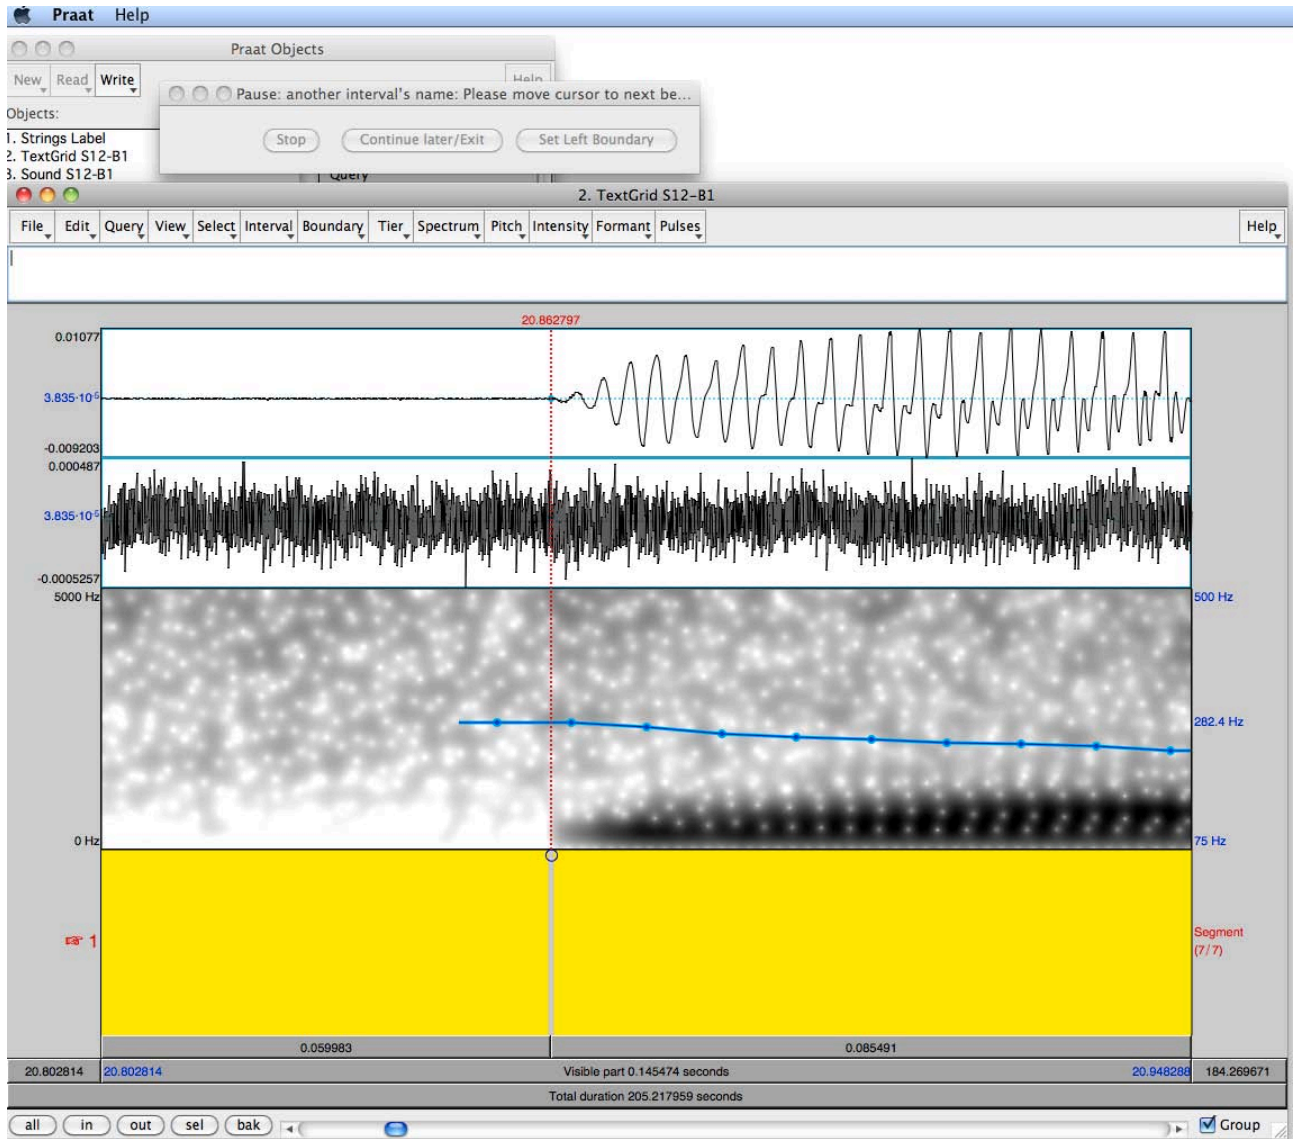 Praat Help
Praat Objects
New Read Write Help
Pause: another interval's name: Please move cursor to next be...
Objects:
Stop Continue later/Exit Set Left Boundary
1. Strings Label
2. TextGrid S12-B1
3. Sound S12-B1
Query
2. TextGrid S12-B1
File Edit Query View Select Interval Boundary Tier Spectrum Pitch Intensity Formant Pulses Help
20.862797
0.01077
3.835·10-5
-0.009203
0.000487
3.835·10-5
-0.0005257
5000 Hz 500 Hz
282.4 Hz
0 Hz 75 Hz
☞ 1 Segment
(7/7)
0.059983 0.085491
20.802814 20.802814 Visible part 0.145474 seconds 20.948288 184.269671
Total duration 205.217959 seconds
all in out sel bak Group